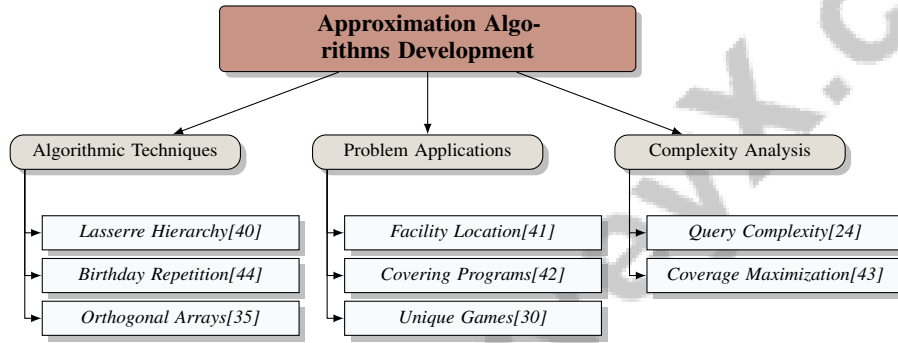 Approximation Algo-
rithms Development
Algorithmic Techniques
Problem Applications
Complexity Analysis
Lasserre Hierarchy[40]
Facility Location[41]
Query Complexity[24]
Birthday Repetition[44]
Covering Programs[42]
Coverage Maximization[43]
Orthogonal Arrays[35]
Unique Games[30]